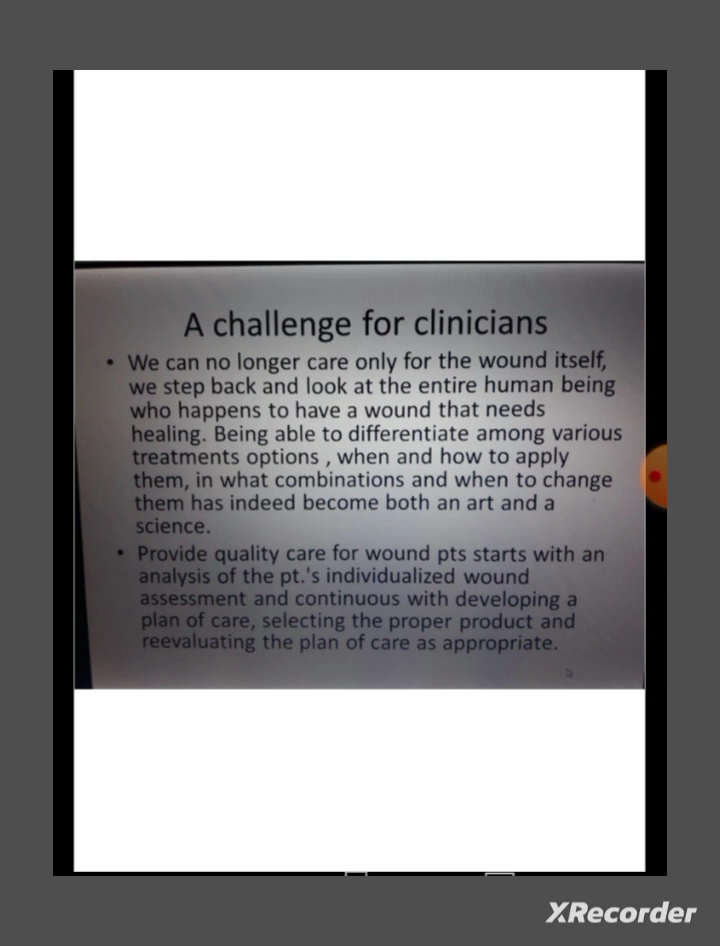 A challenge for clinicians
• We can no longer care only for the wound itself,
we step back and look at the entire human being
who happens to have a wound that needs
healing. Being able to differentiate among various
treatments options , when and how to apply
them, in what combinations and when to change
them has indeed become both an art and a
science.
• Provide quality care for wound pts starts with an
analysis of the pt.'s individualized wound
assessment and continuous with developing a
plan of care, selecting the proper product and
reevaluating the plan of care as appropriate.
XRecorder